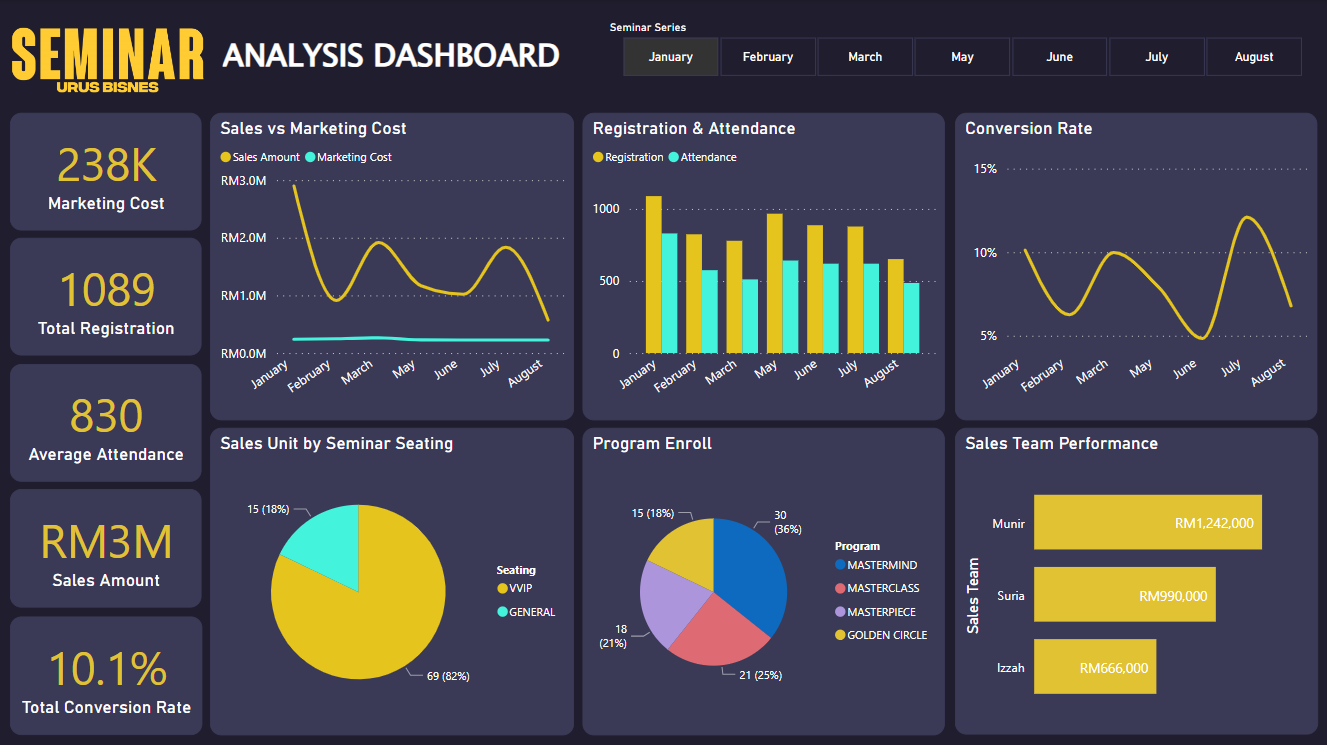 SEMINAR
URUS BISNES
ANALYSIS DASHBOARD
Seminar Series
January February March May June July August
238K
Marketing Cost
1089
Total Registration
830
Average Attendance
RM3M
Sales Amount
10.1%
Total Conversion Rate
Sales vs Marketing Cost
Sales Amount Marketing Cost
RM3.0M
RM2.0M
RM1.0M
RM0.0M
January February March May June July August
Registration & Attendance
Registration Attendance
1000
500
0
January February March May June July August
Conversion Rate
15%
10%
5%
January February March May June July August
Sales Unit by Seminar Seating
15 (18%)
69 (82%)
Seating
VVIP
GENERAL
Program Enroll
15 (18%)
30
(36%)
18
(21%)
21 (25%)
Program
MASTERMIND
MASTERCLASS
MASTERPIECE
GOLDEN CIRCLE
Sales Team Performance
Sales Team
Munir RM1,242,000
Suria RM990,000
Izzah RM666,000